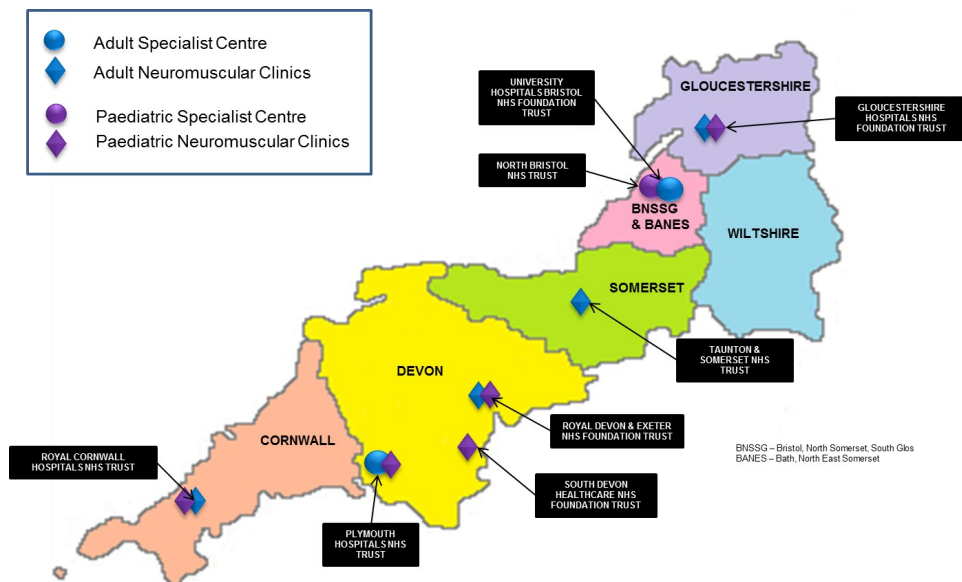 Adult Specialist Centre
Adult Neuromuscular Clinics
Paediatric Specialist Centre
Paediatric Neuromuscular Clinics
UNIVERSITY
HOSPITALS BRISTOL
NHS FOUNDATION
TRUST
GLOUCESTERSHIRE
GLOUCESTERSHIRE
HOSPITALS NHS
FOUNDATION TRUST
NORTH BRISTOL
NHS TRUST
BNSSG
& BANES
WILTSHIRE
SOMERSET
TAUNTON &
SOMERSET NHS
TRUST
DEVON
ROYAL DEVON & EXETER
NHS FOUNDATION TRUST
CORNWALL
BNSSG – Bristol, North Somerset, South Glos
BANES – Bath, North East Somerset
ROYAL CORNWALL
HOSPITALS NHS TRUST
SOUTH DEVON
HEALTHCARE NHS
FOUNDATION TRUST
PLYMOUTH
HOSPITALS NHS
TRUST